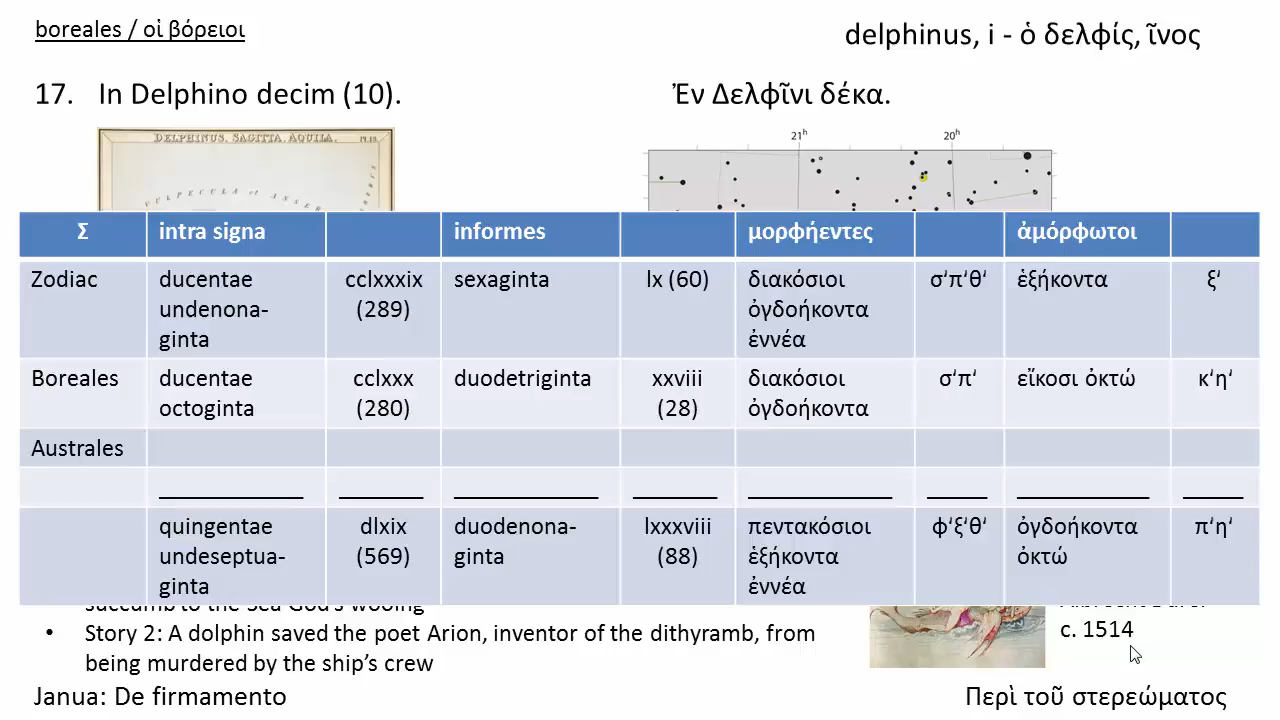 boreales / οἱ βόρειοι
delphinus, i - ὁ δελφίς, ῖνος
17. In Delphino decim (10).
Ἐν Δελφῖνι δέκα.
DELPHINUS, SAGITTA, AQUILA.
VULPECULA et ANSER
21h 20h
Σ intra signa informes μορφήεντες ἀμόρφωτοι
Zodiac ducentae cclxxxix sexaginta lx (60) διακόσιοι σʹπʹθʹ ἑξήκοντα ξʹ
undenona- (289) ὀγδοήκοντα
ginta ἐννέα
Boreales ducentae cclxxx duodetriginta xxviii διακόσιοι σʹπʹ εἴκοσι ὀκτώ κʹηʹ
octoginta (280) (28) ὀγδοήκοντα
Australes
quingentae dlxix duodenona- lxxxviii πεντακόσιοι φʹξʹθʹ ὀγδοήκοντα πʹηʹ
undeseptua- (569) ginta (88) ἑξήκοντα ὀκτώ
ginta ἐννέα
succumb to the Sea God's wooing
• Story 2: A dolphin saved the poet Arion, inventor of the dithyramb, from
being murdered by the ship's crew
c. 1514
Janua: De firmamento
Περὶ τοῦ στερεώματος